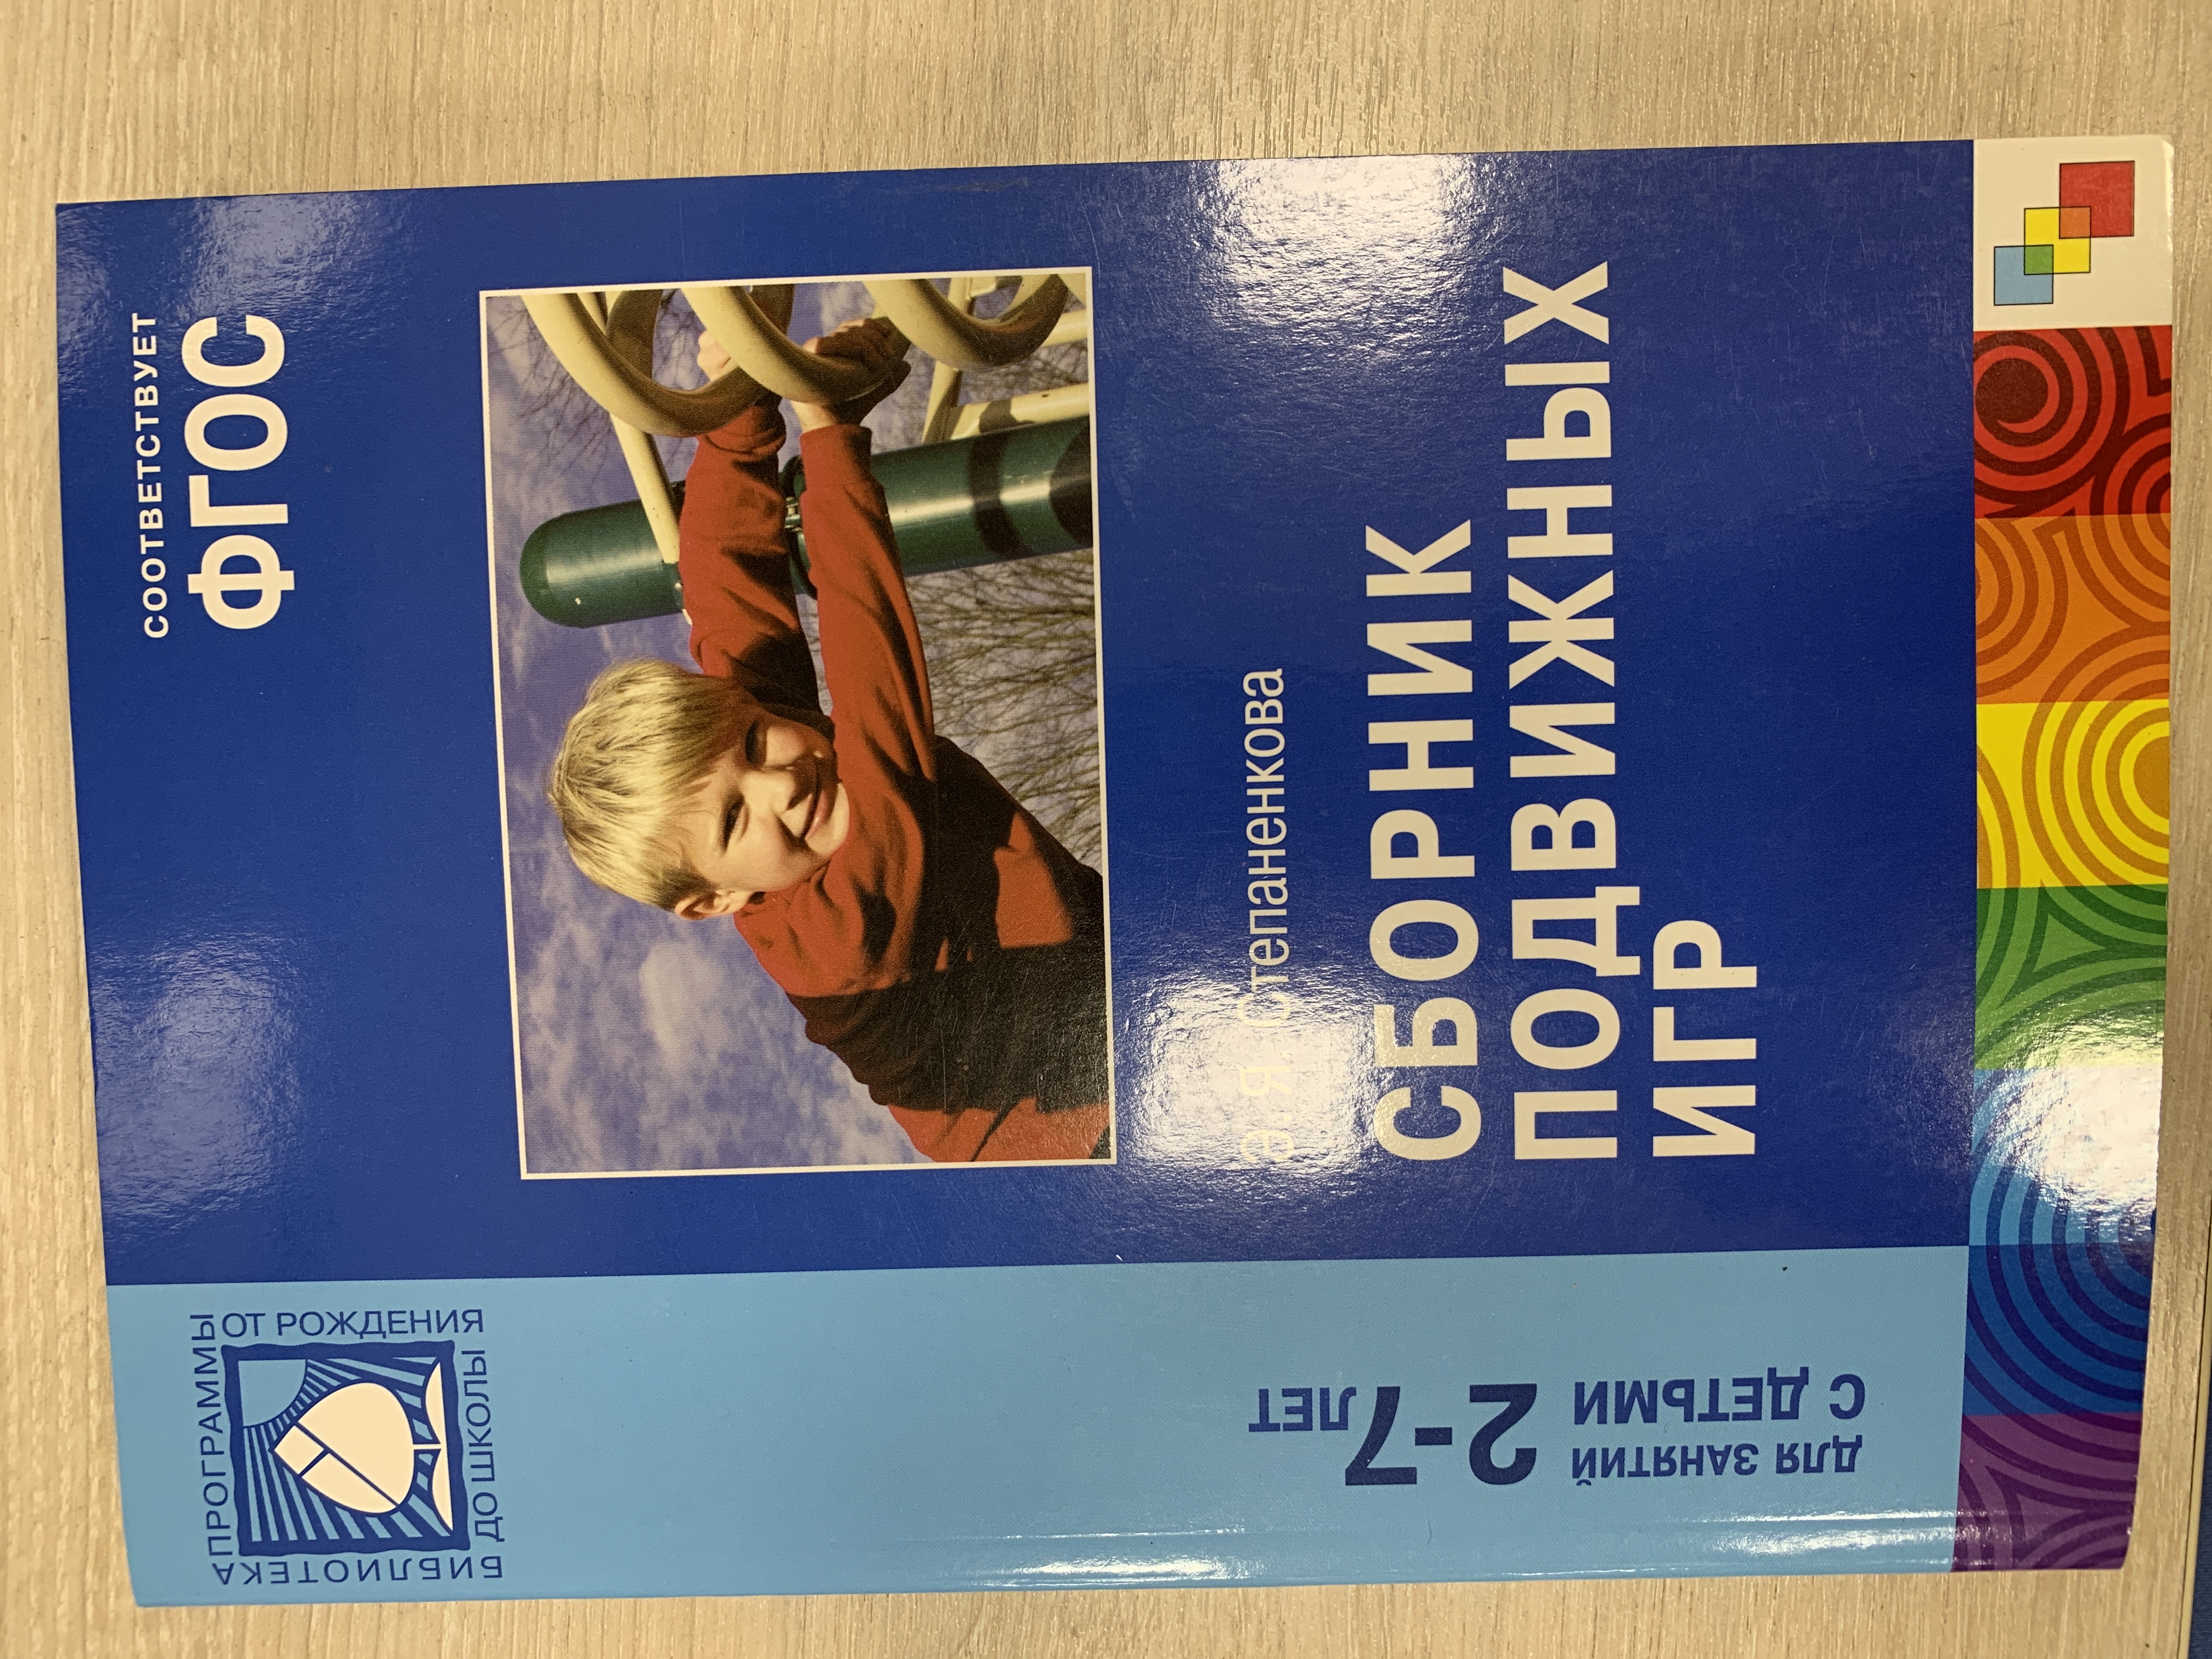 БИБЛИОТЕКА
ПРОГРАММЫ
ОТ РОЖДЕНИЯ
ДО ШКОЛЫ
СООТВЕТСТВУЕТ
ФГОС
Э. Я. Степаненкова
СБОРНИК
ПОДВИЖНЫХ
ИГР
ДЛЯ ЗАНЯТИЙ
С ДЕТЬМИ
2-7 ЛЕТ